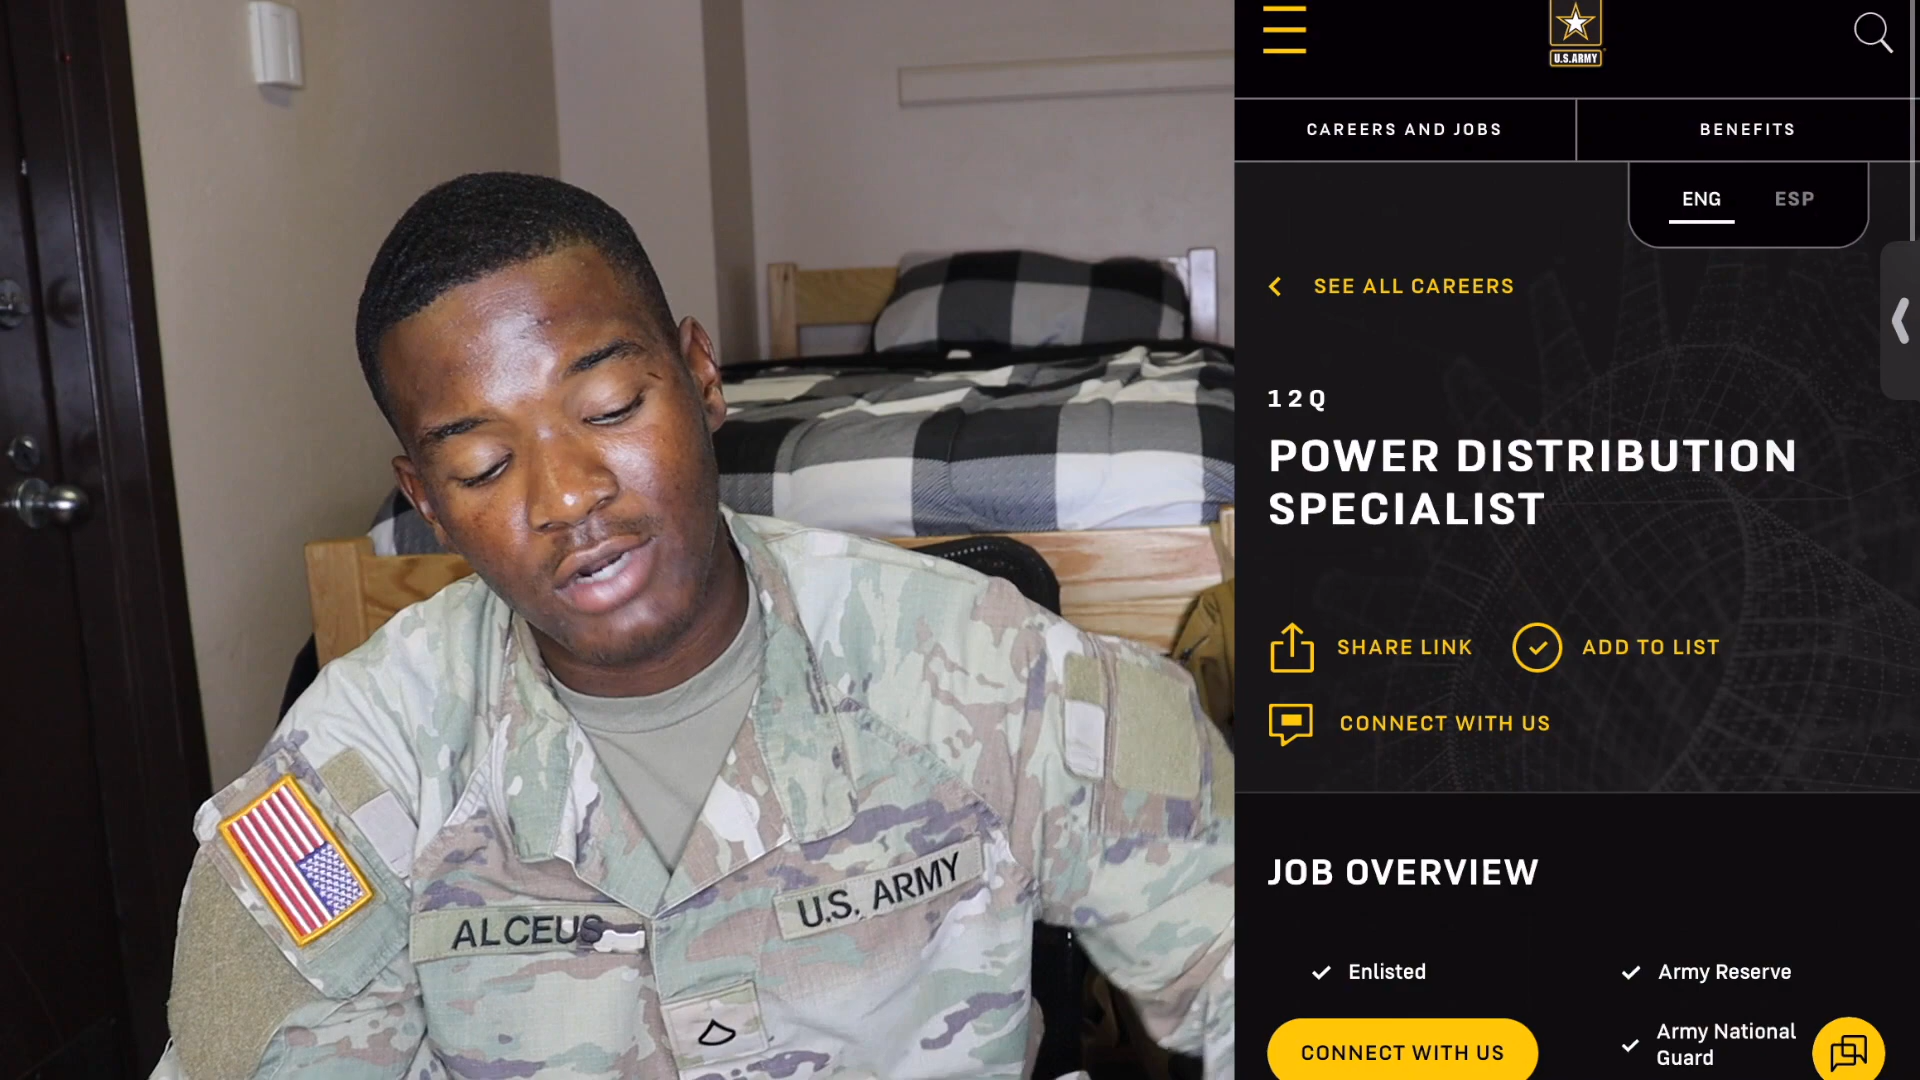 ALCEUS
U.S. ARMY
U.S.ARMY
CAREERS AND JOBS
BENEFITS
ENG
ESP
SEE ALL CAREERS
12Q
POWER DISTRIBUTION
SPECIALIST
SHARE LINK
ADD TO LIST
CONNECT WITH US
JOB OVERVIEW
Enlisted
Army Reserve
Army National
Guard
CONNECT WITH US